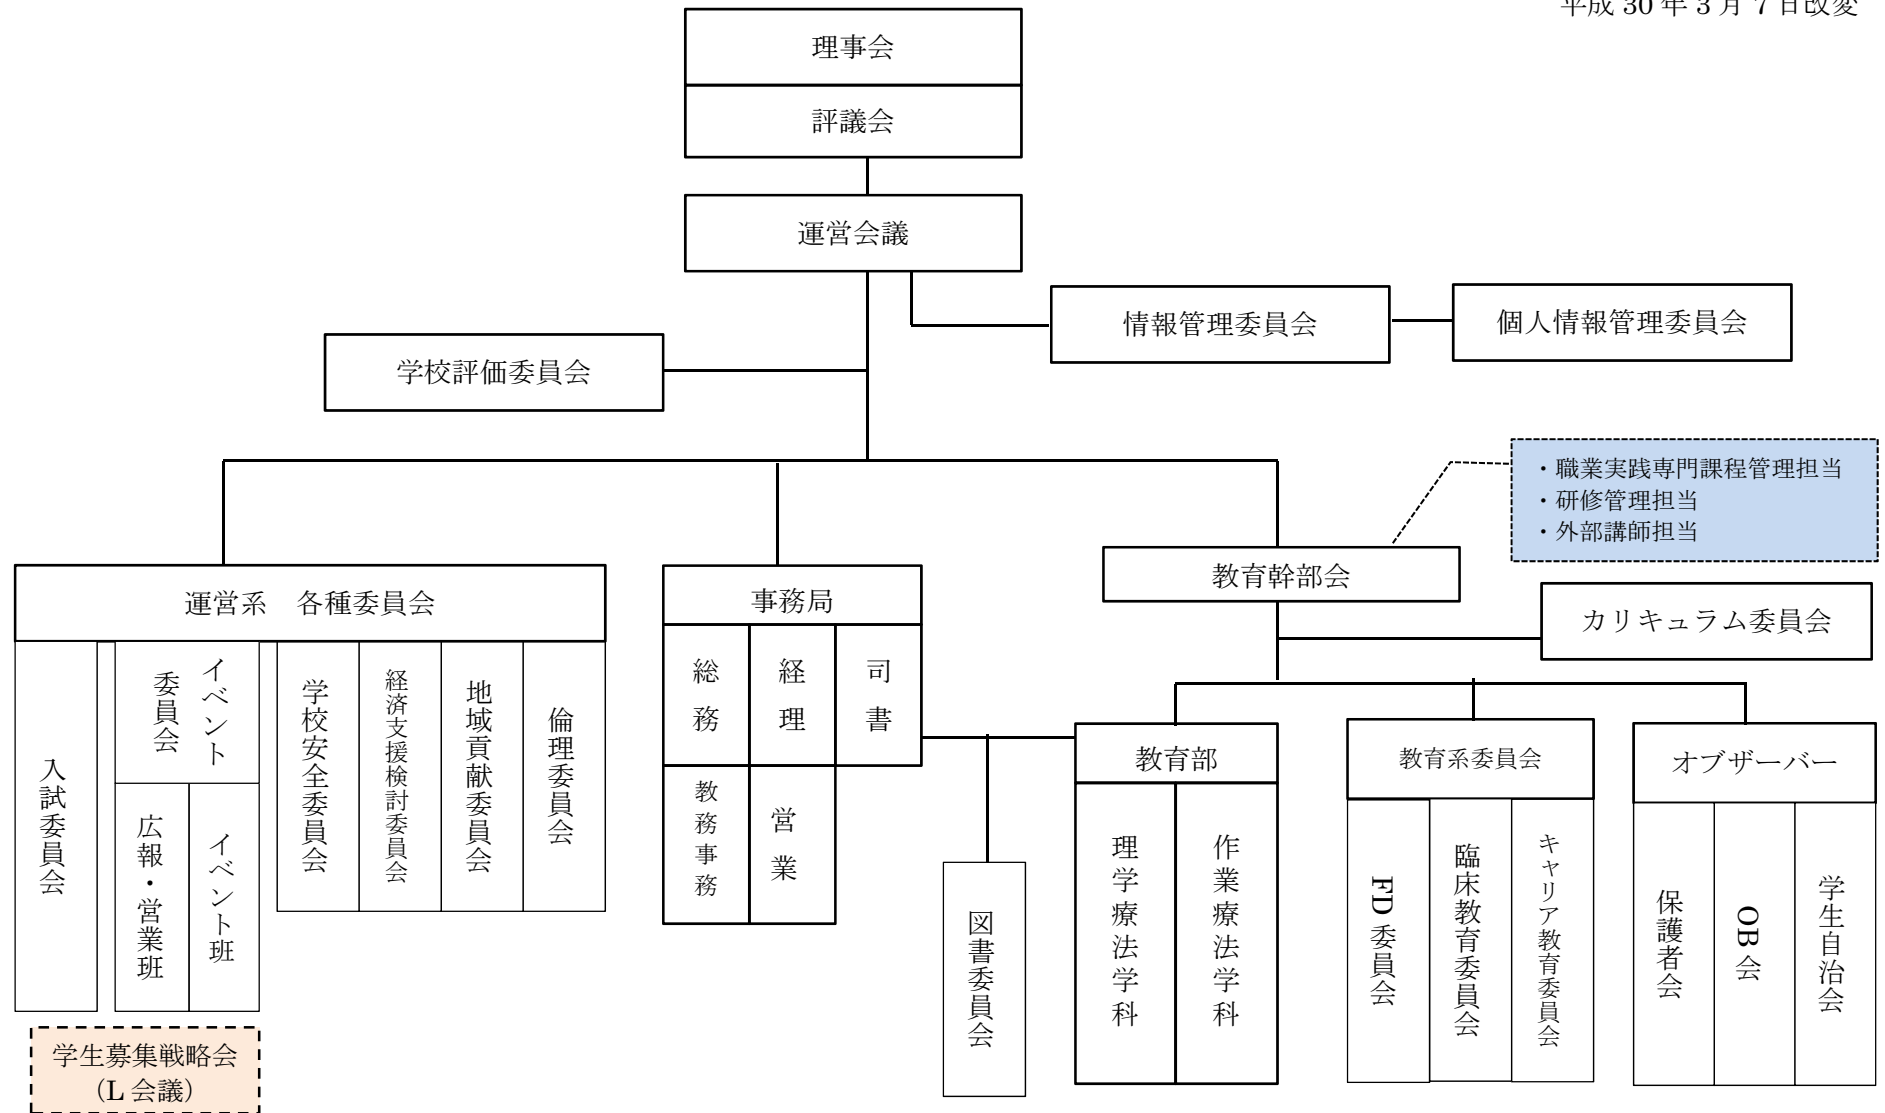 平成 30 年 3 月 7 日改変
理事会
評議会
運営会議
情報管理委員会
個人情報管理委員会
学校評価委員会
・職業実践専門課程管理担当
・研修管理担当
・外部講師担当
教育幹部会
カリキュラム委員会
運営系　各種委員会
入試委員会
イベント
委員会
広報・営業班
イベント班
学校安全委員会
経済支援検討委員会
地域貢献委員会
倫理委員会
学生募集戦略会
（L 会議）
事務局
総務
経理
司書
教務事務
営業
図書委員会
教育部
理学療法学科
作業療法学科
教育系委員会
FD 委員会
臨床教育委員会
キャリア教育委員会
オブザーバー
保護者会
OB 会
学生自治会